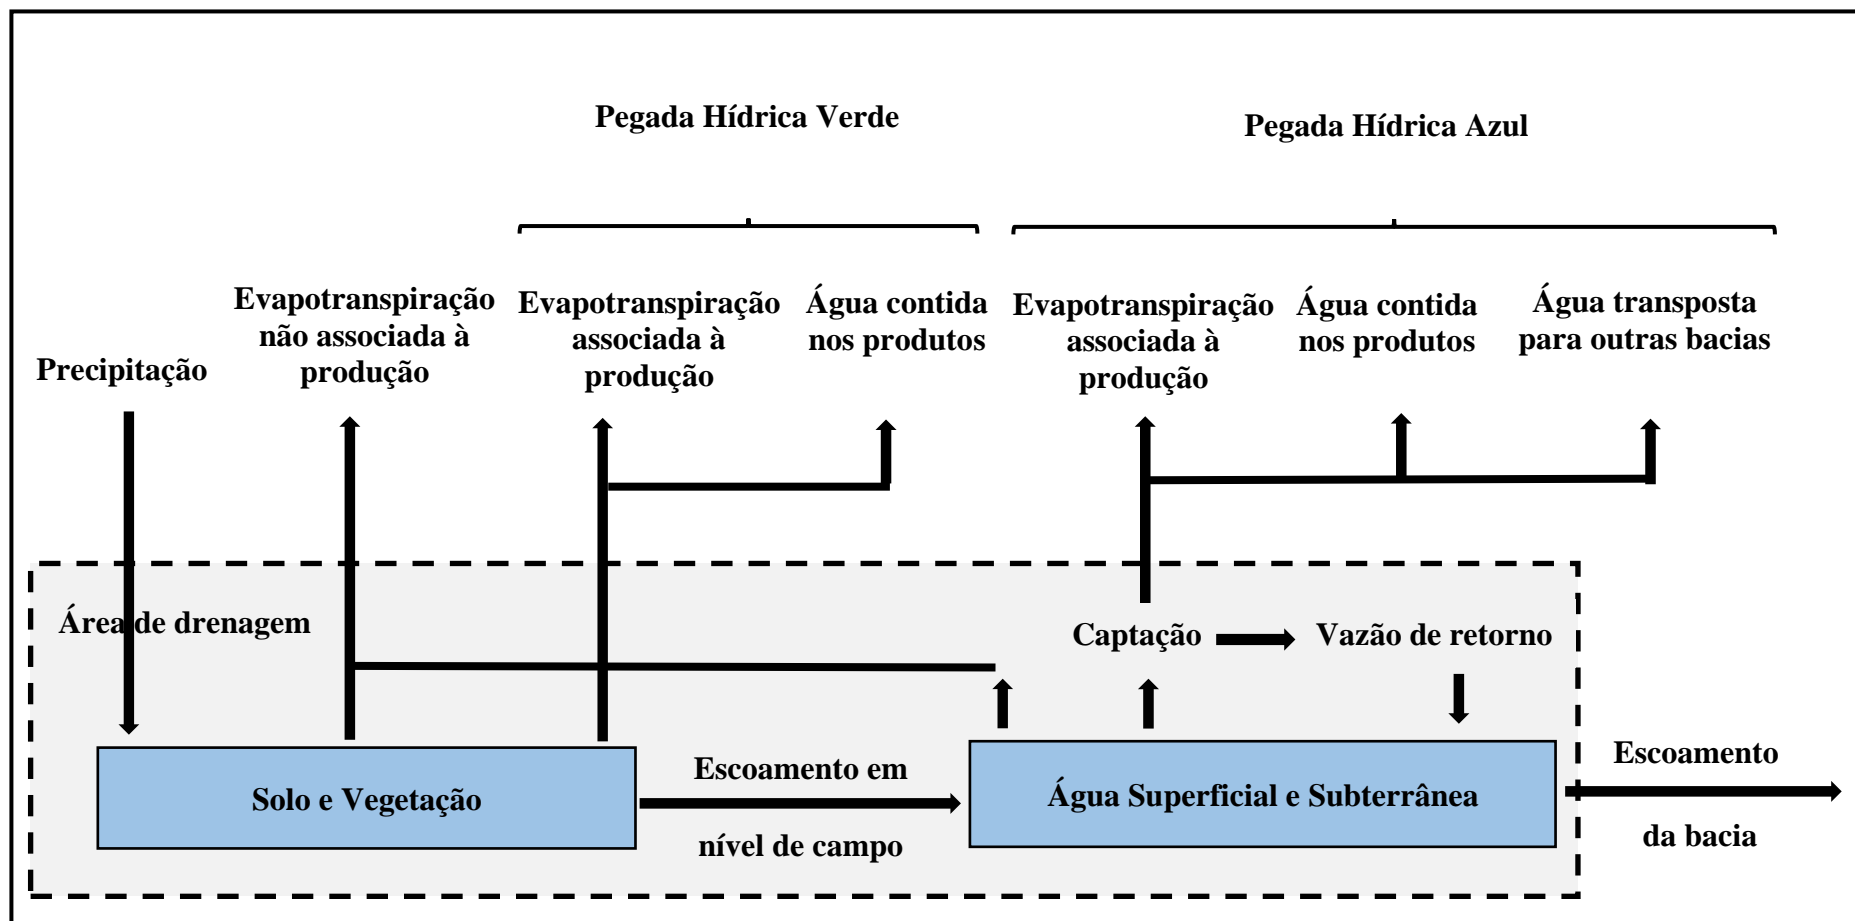 Pegada Hídrica Verde
Pegada Hídrica Azul
Evapotranspiração
não associada à
produção
Evapotranspiração
associada à
produção
Água contida
nos produtos
Evapotranspiração
associada à
produção
Água contida
nos produtos
Água transposta
para outras bacias
Precipitação
Área de drenagem
Captação
Vazão de retorno
Solo e Vegetação
Escoamento em
nível de campo
Água Superficial e Subterrânea
Escoamento
da bacia